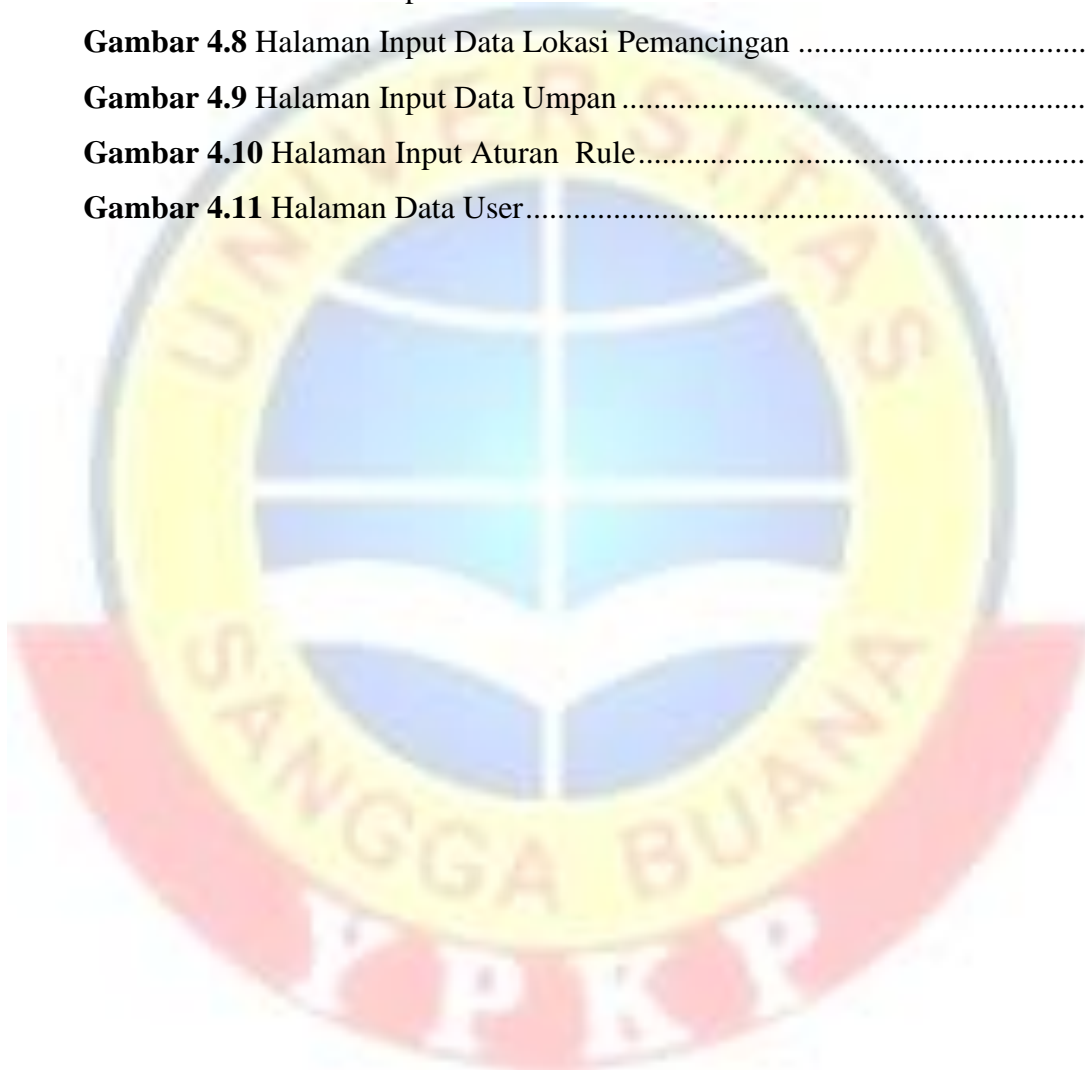 Gambar 4.8 Halaman Input Data Lokasi Pemancingan ....................................
Gambar 4.9 Halaman Input Data Umpan ..........................................................
Gambar 4.10 Halaman Input Aturan  Rule........................................................
Gambar 4.11 Halaman Data User......................................................................
UNIVERSITAS
SANGGA BUANA
YPKP